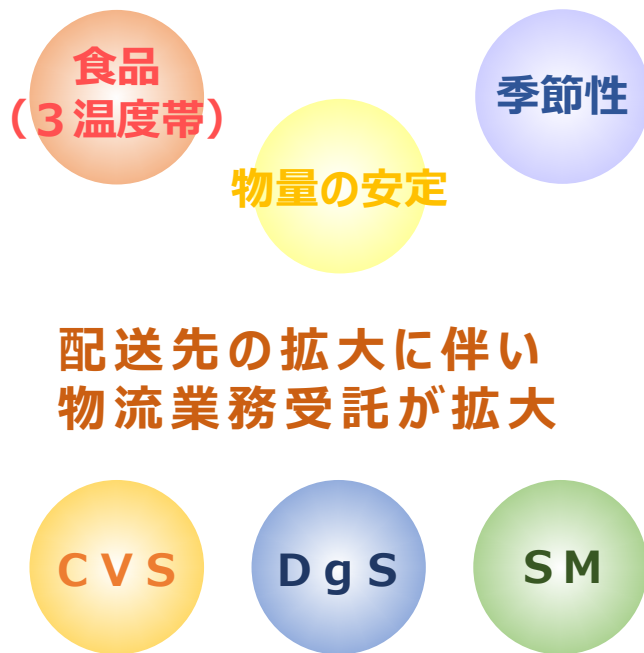 食品
（３温度帯）
季節性
物量の安定
配送先の拡大に伴い
物流業務受託が拡大
ＣＶＳ
ＤｇＳ
ＳＭ